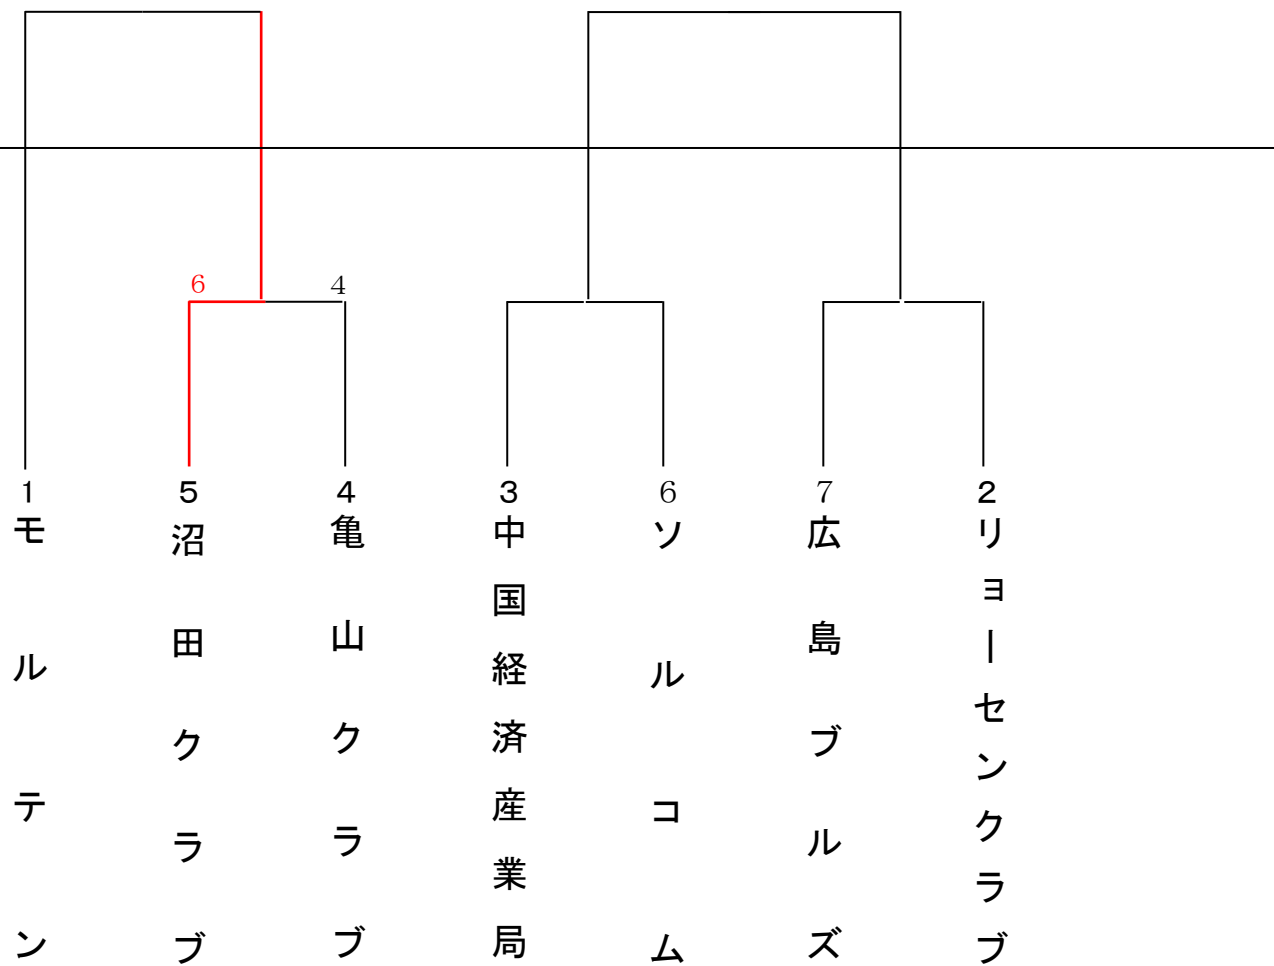 6 4
1 5 4 3 6 7 2
モルテン
沼田クラブ
亀山クラブ
中国経済産業局
ソルコム
広島ブルズ
リョーセンクラブ